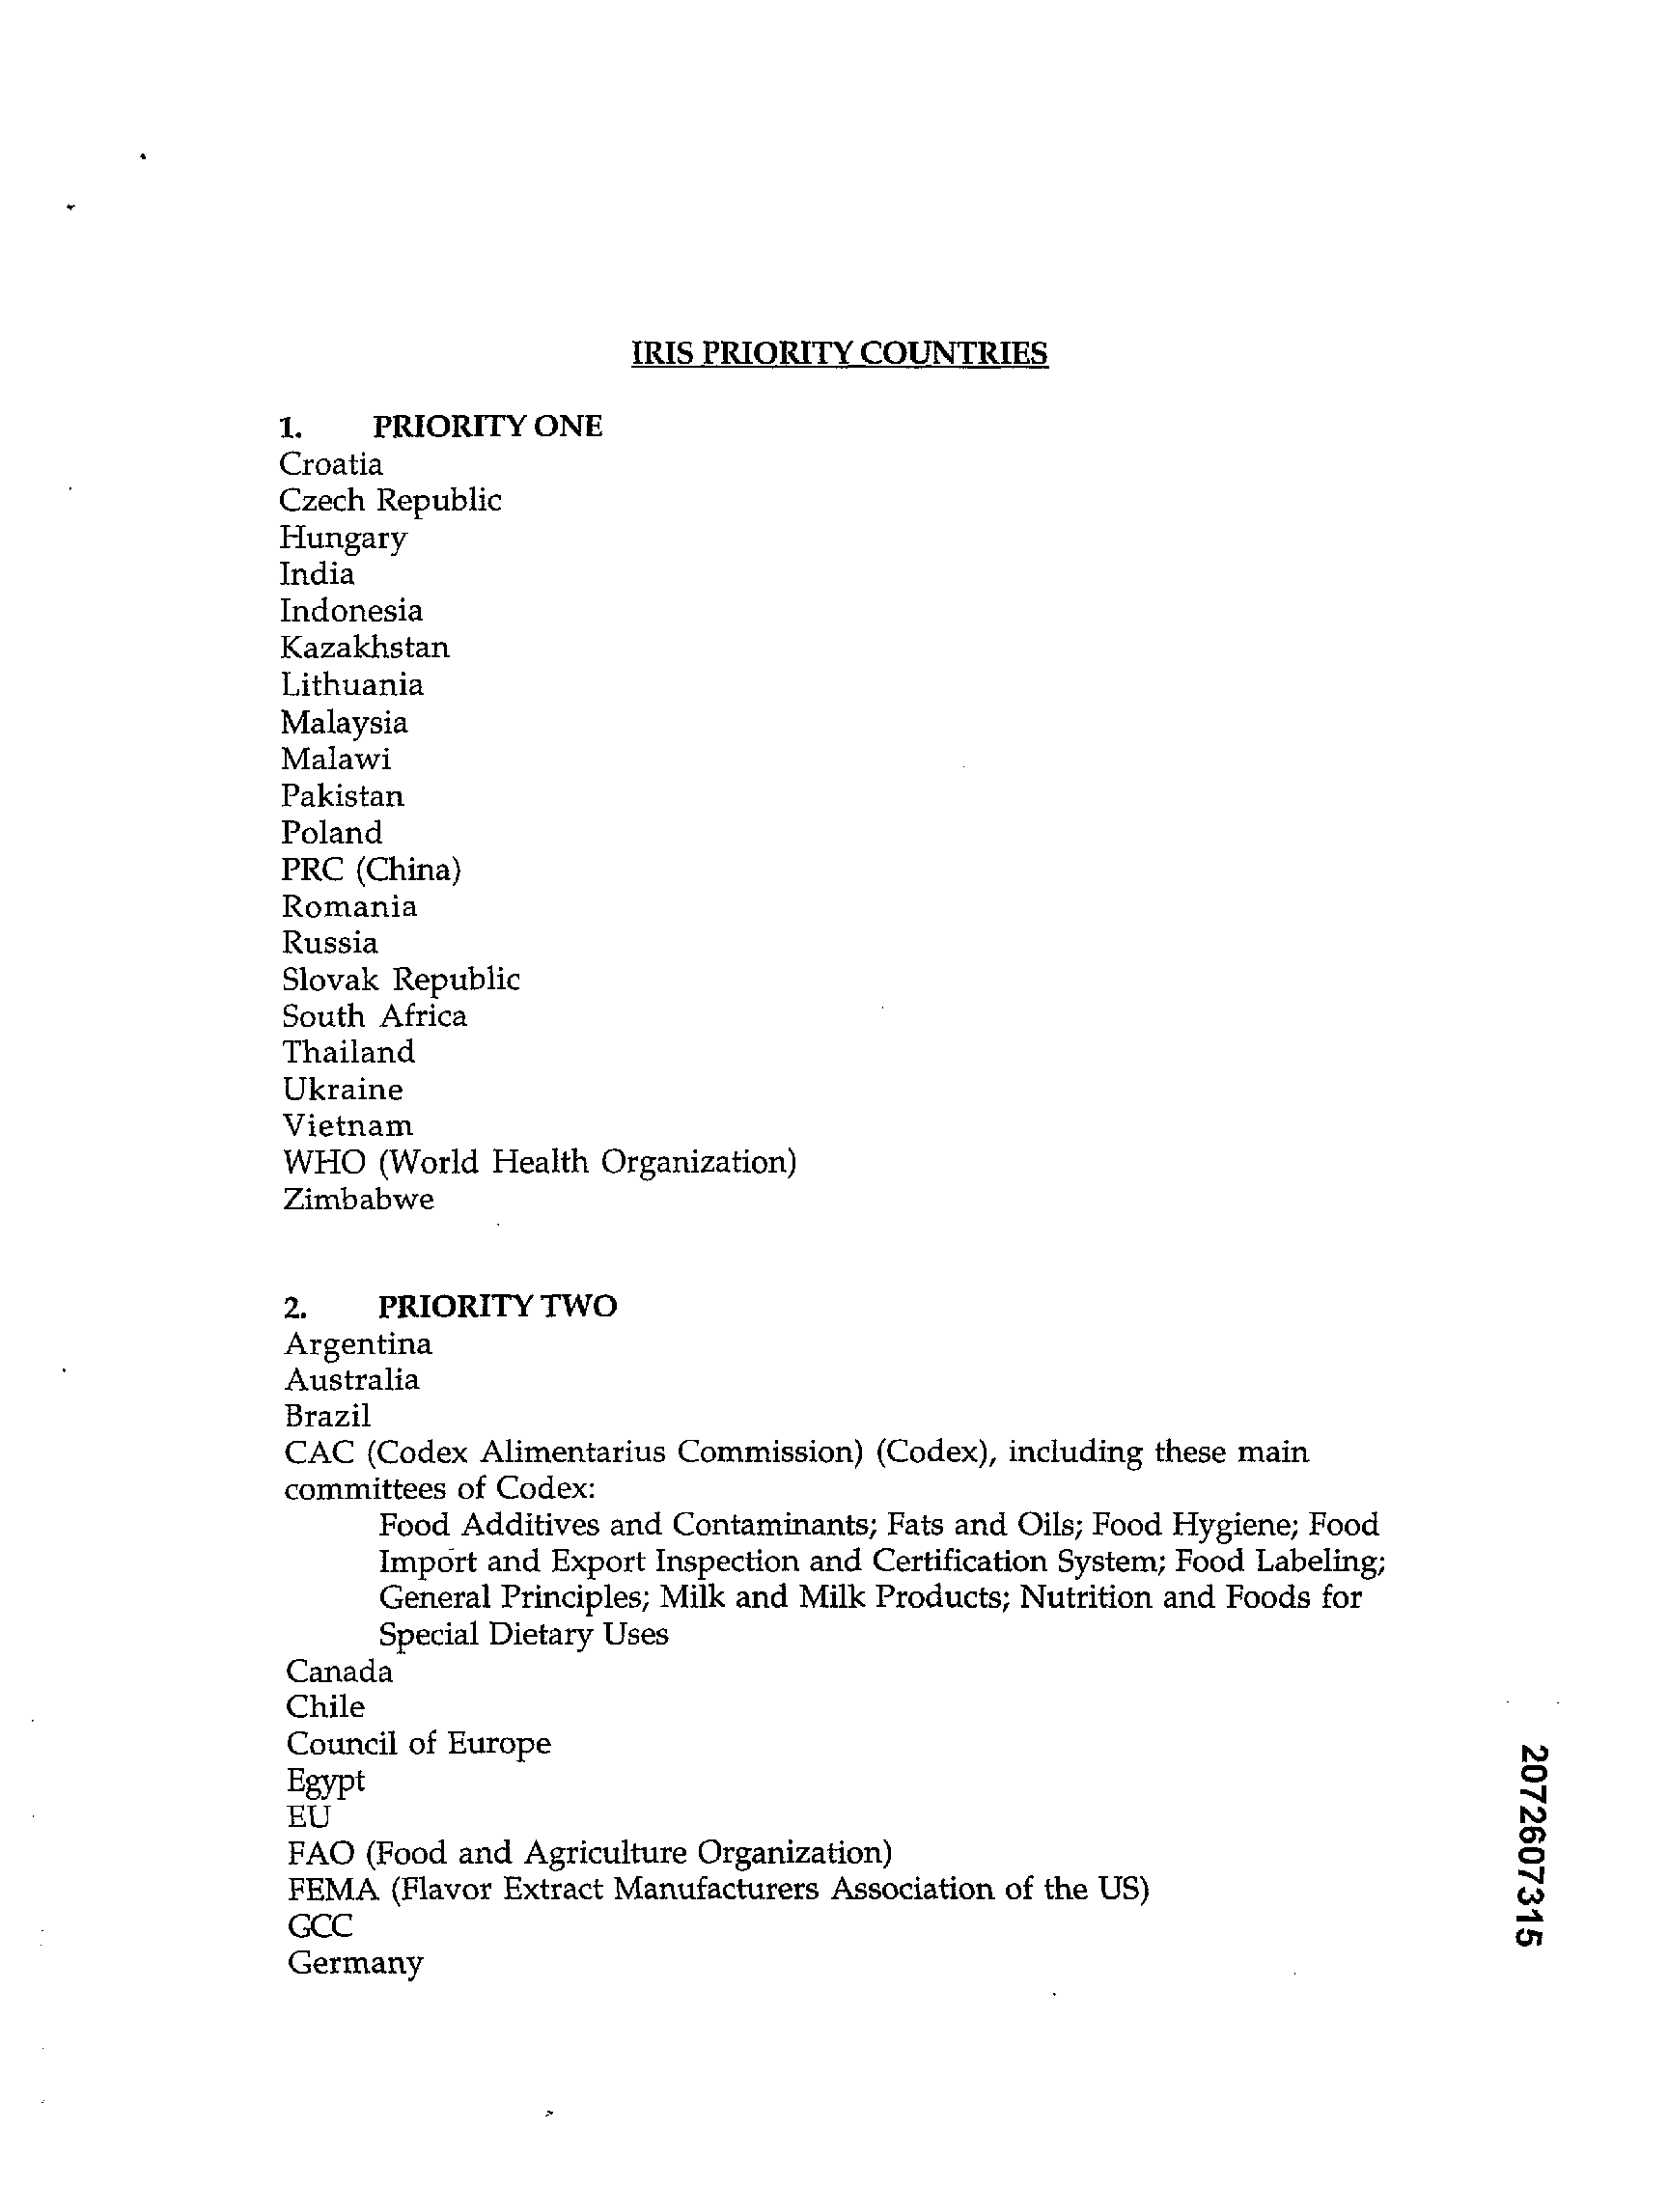 IRIS PRIORITY COUNTRIES
1. PRIORITY ONE
Croatia
Czech Republic
Hungary
India
Indonesia
Kazakhstan
Lithuania
Malaysia
Malawi
Pakistan
Poland
PRC (China)
Romania
Russia
Slovak Republic
South Africa
Thailand
Ukraine
Vietnam
WHO (World Health Organization)
Zimbabwe
2. PRIORITY TWO
Argentina
Australia
Brazil
CAC (Codex Alimentarius Commission) (Codex), including these main
committees of Codex:
Food Additives and Contaminants; Fats and Oils; Food Hygiene; Food
Import and Export Inspection and Certification System; Food Labeling;
General Principles; Milk and Milk Products; Nutrition and Foods for
Special Dietary Uses
Canada
Chile
Council of Europe
Egypt
EU
FAO (Food and Agriculture Organization)
FEMA (Flavor Extract Manufacturers Association of the US)
GCC
Germany
2072607315